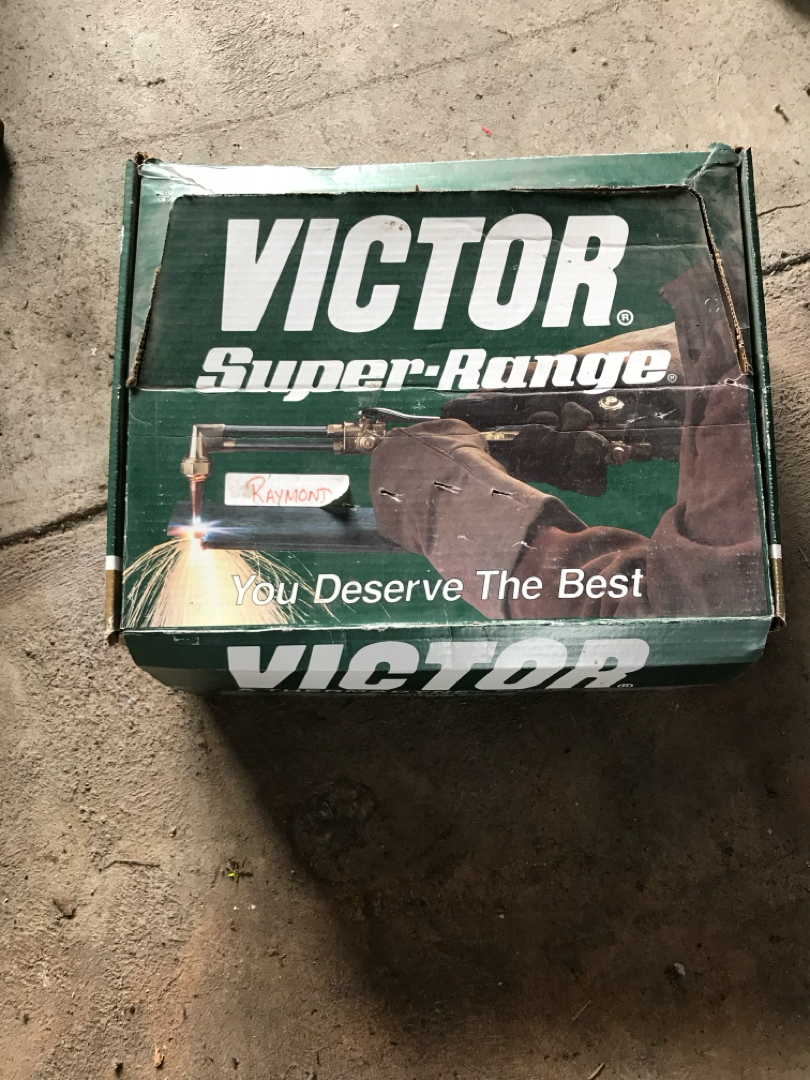 VICTOR®
Super-Range®
RAYMOND
You Deserve The Best
VICTOR®